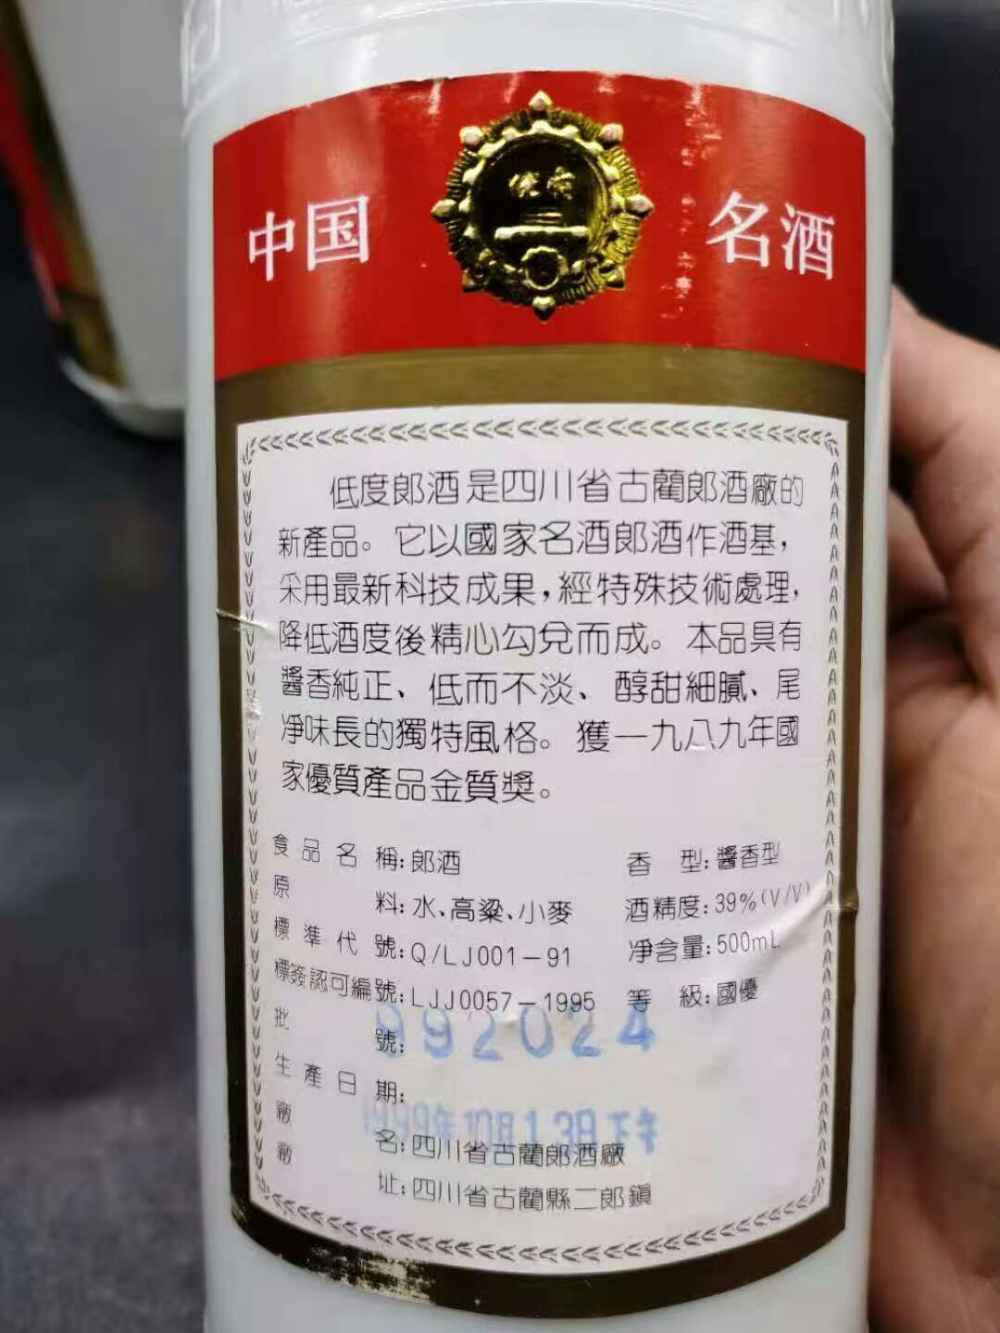 中国 名酒
低度郎酒是四川省古藺郎酒廠的
新產品。它以國家名酒郎酒作酒基，
采用最新科技成果，經特殊技術處理，
降低酒度後精心勾兌而成。本品具有
醬香純正、低而不淡、醇甜細膩、尾
凈味長的獨特風格。獲一九八九年國
家優質產品金質獎。
食品名稱：郎酒 香型：醬香型
原料：水、高粱、小麥 酒精度：39%(V/V)
標準代號：Q/LJ001－91 凈含量：500mL
標簽認可編號：LJJ0057－1995 等級：國優
批號：992024
生產日期：
1999年10月13日下午
廠名：四川省古藺郎酒廠
廠址：四川省古藺縣二郎鎮